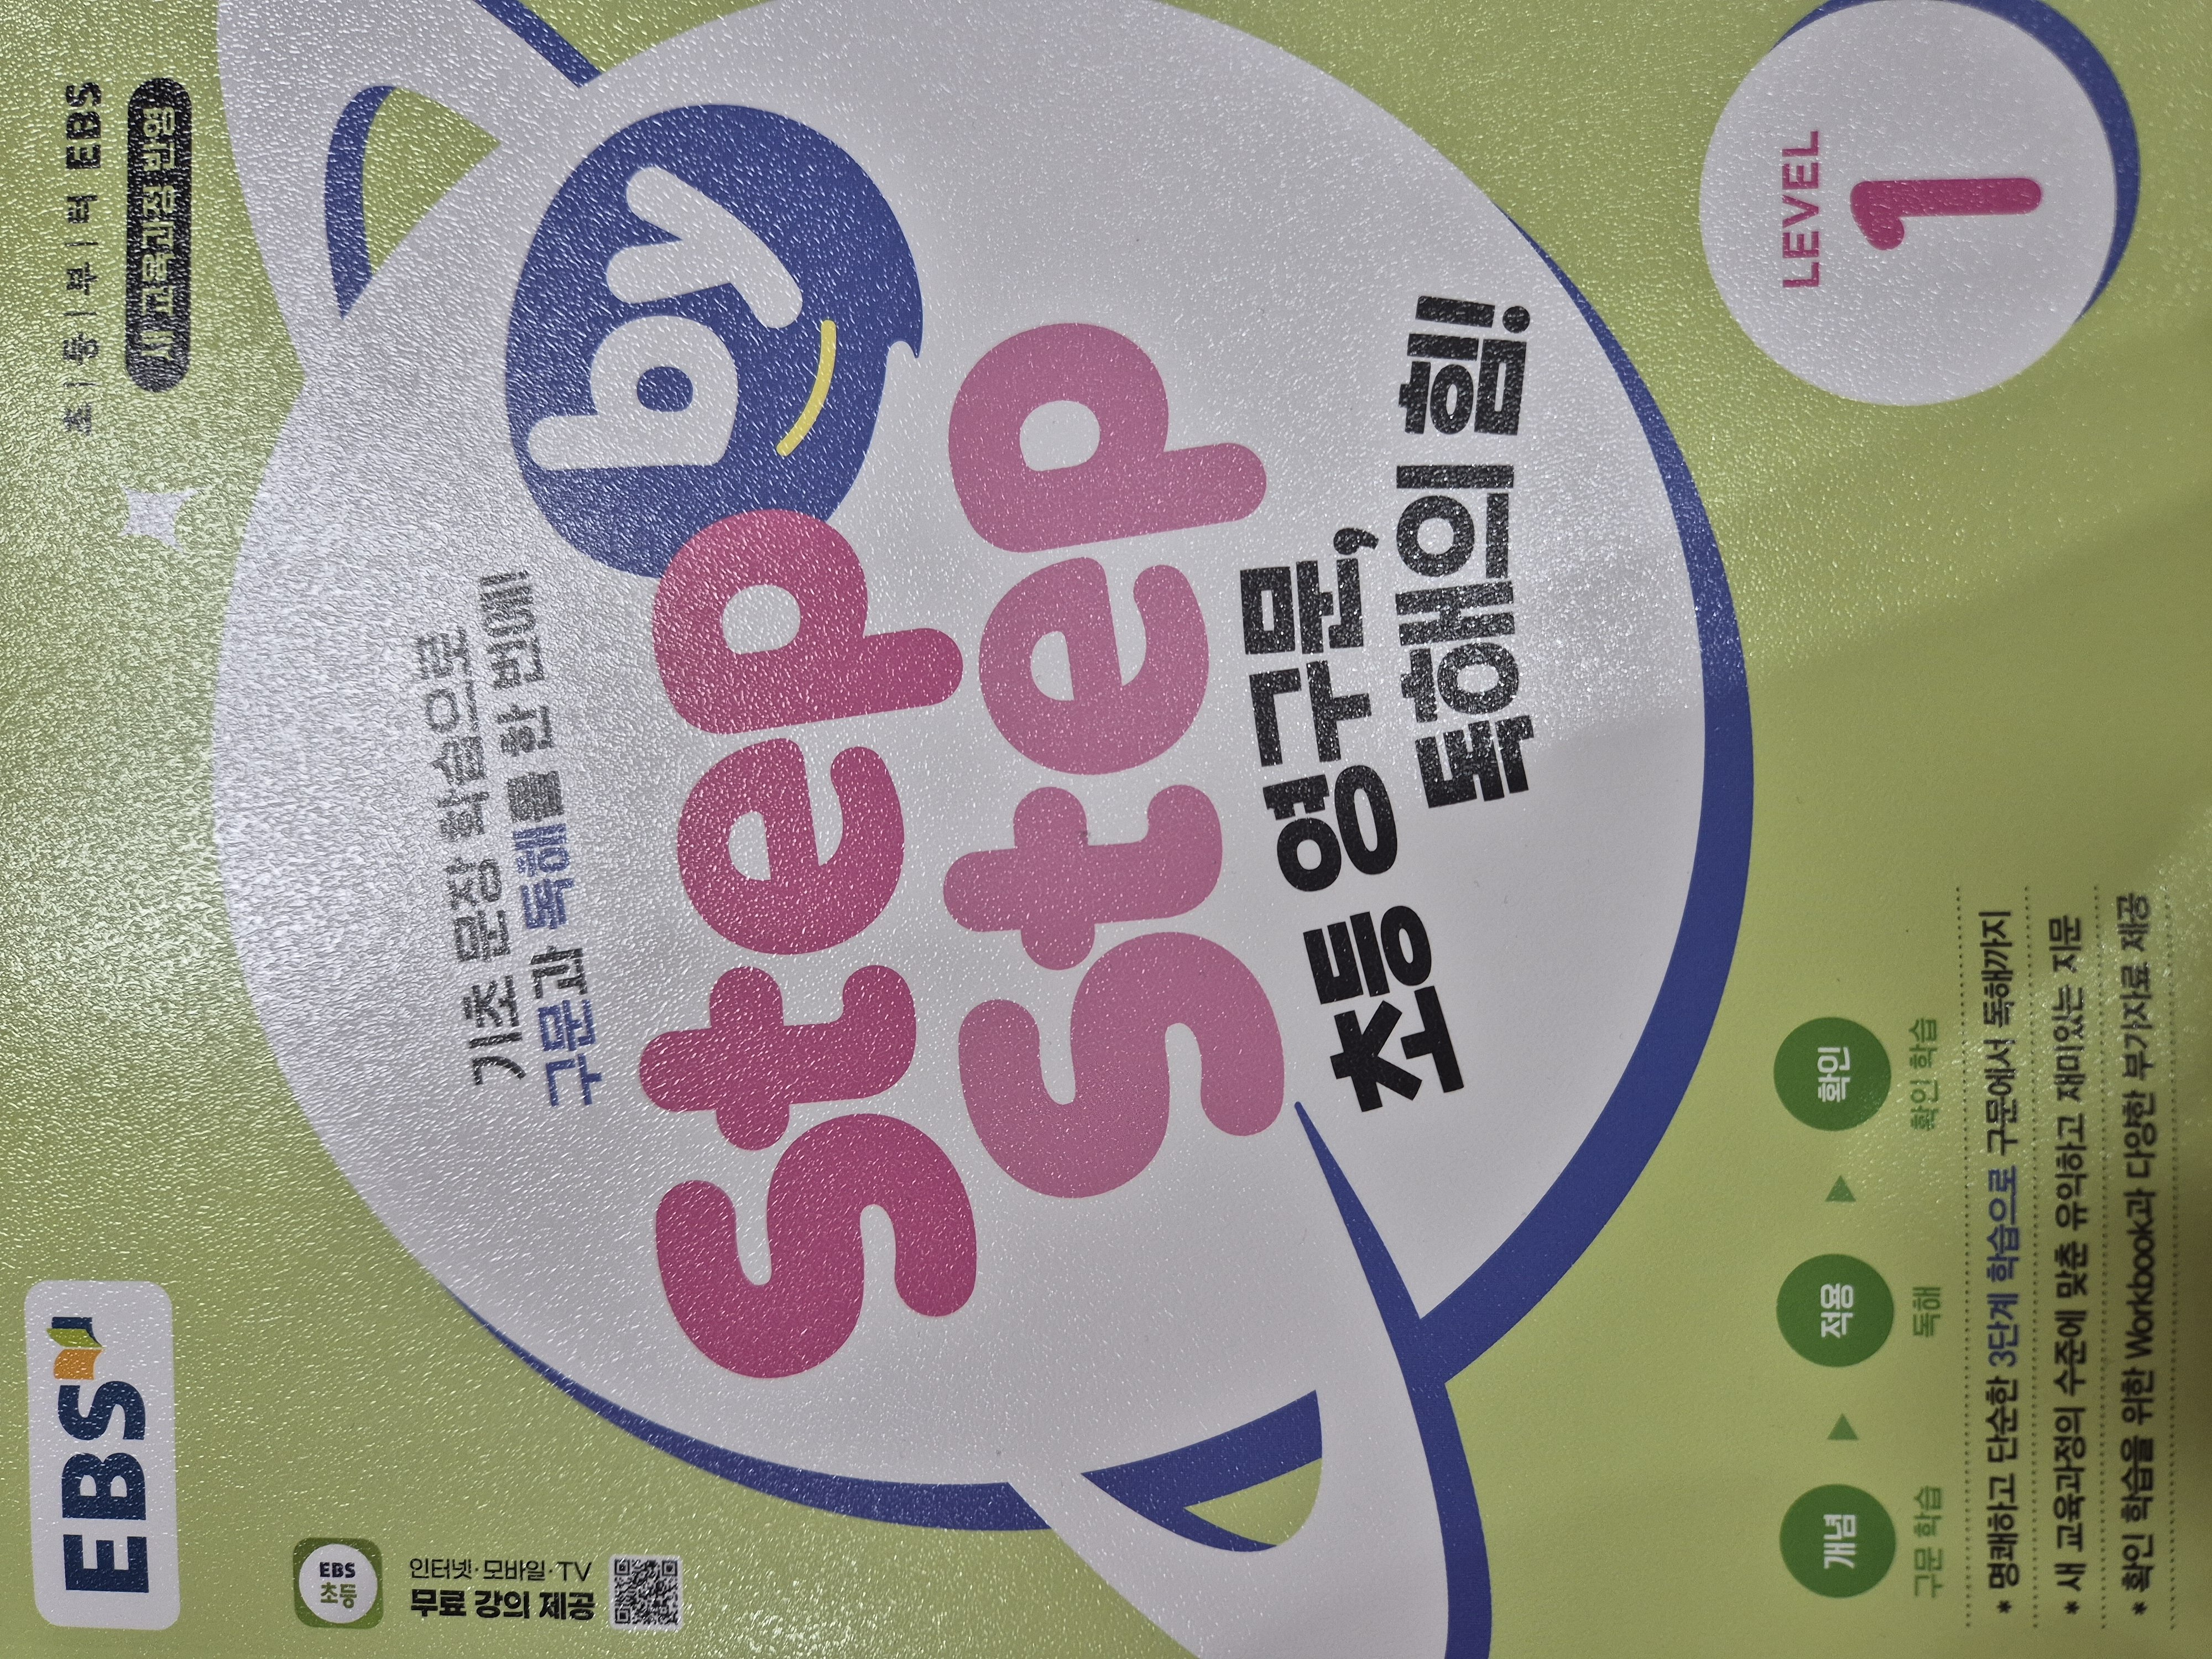 EBS
초|등|부|터 EBS
새 교육과정 반영
EBS
초등
인터넷·모바일·TV
무료 강의 제공
기초 문장 학습으로
구문과 독해를 한 번에!
step by
step
초등 영구문,
독해의 힘!
LEVEL
1
개념 ▶ 적용 ▶ 확인
구문 학습 독해 확인 학습
* 명쾌하고 단순한 3단계 학습으로 구문에서 독해까지
* 새 교육과정의 수준에 맞춘 유익하고 재미있는 지문
* 확인 학습을 위한 Workbook과 다양한 부가자료 제공